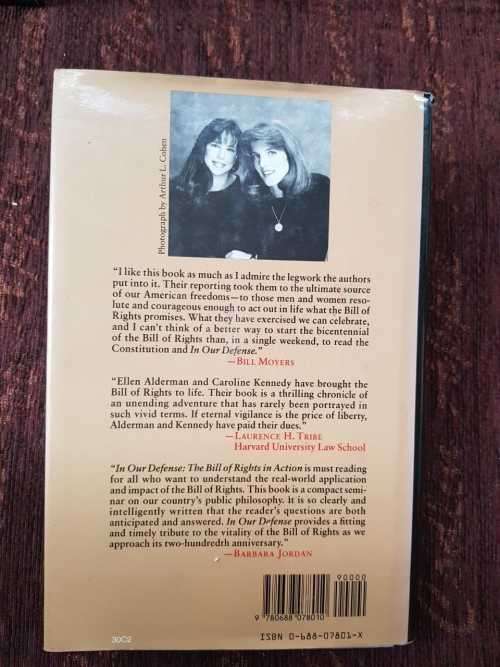 Photograph by Arthur L. Cohen
“I like this book as much as I admire the legwork the authors
put into it. Their reporting took them to the ultimate source
of our American freedoms—to those men and women reso-
lute and courageous enough to act out in life what the Bill of
Rights promises. What they have exercised we can celebrate,
and I can’t think of a better way to start the bicentennial
of the Bill of Rights than, in a single weekend, to read the
Constitution and In Our Defense.”
—BILL MOYERS
“Ellen Alderman and Caroline Kennedy have brought the
Bill of Rights to life. Their book is a thrilling chronicle of
an unending adventure that has rarely been portrayed in
such vivid terms. If eternal vigilance is the price of liberty,
Alderman and Kennedy have paid their dues.”
—LAURENCE H. TRIBE
Harvard University Law School
“In Our Defense: The Bill of Rights in Action is must reading
for all who want to understand the real-world application
and impact of the Bill of Rights. This book is a compact semi-
nar on our country’s public philosophy. It is so clearly and
intelligently written that the reader’s questions are both
anticipated and answered. In Our Defense provides a fitting
and timely tribute to the vitality of the Bill of Rights as we
approach its two-hundredth anniversary.”
—BARBARA JORDAN
90000
9 780688 078010
ISBN 0-688-07801-X
30C2